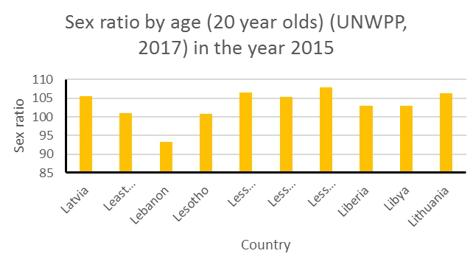 Sex ratio by age (20 year olds) (UNWPP,
2017) in the year 2015
110
105
100
95
90
85
Sex ratio
Latvia
Least...
Lebanon
Lesotho
Less...
Less...
Less...
Liberia
Libya
Lithuania
Country